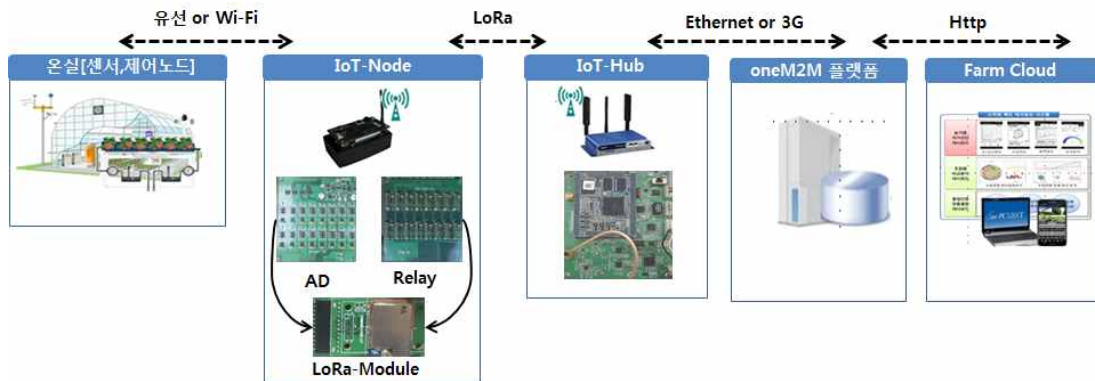 유선 or Wi-Fi
LoRa
Ethernet or 3G
Http
온실[센서,제어노드]
IoT-Node
IoT-Hub
oneM2M 플랫폼
Farm Cloud
AD
Relay
LoRa-Module